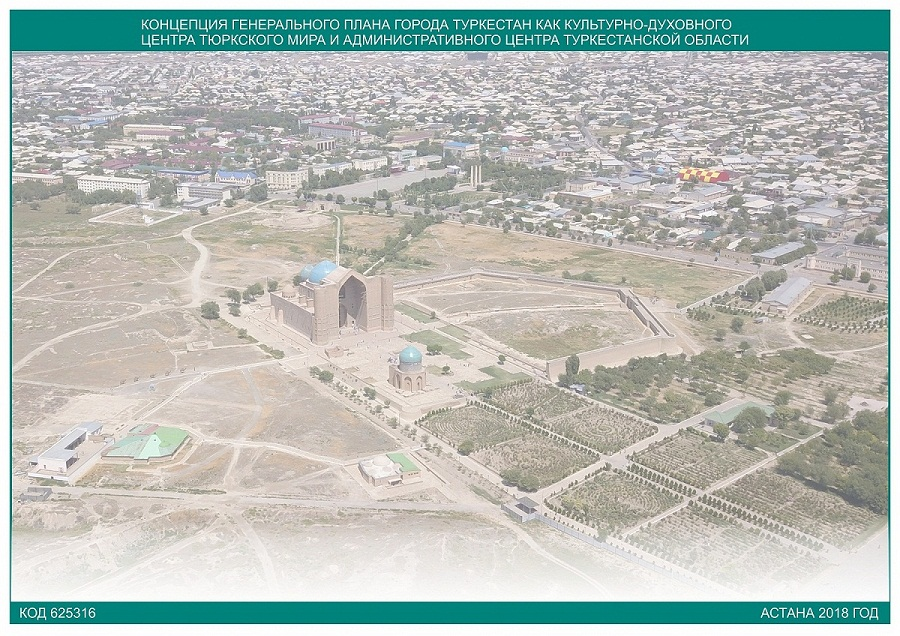 КОНЦЕПЦИЯ ГЕНЕРАЛЬНОГО ПЛАНА ГОРОДА ТУРКЕСТАН КАК КУЛЬТУРНО-ДУХОВНОГО
ЦЕНТРА ТЮРКСКОГО МИРА И АДМИНИСТРАТИВНОГО ЦЕНТРА ТУРКЕСТАНСКОЙ ОБЛАСТИ
КОД 625316
АСТАНА 2018 ГОД